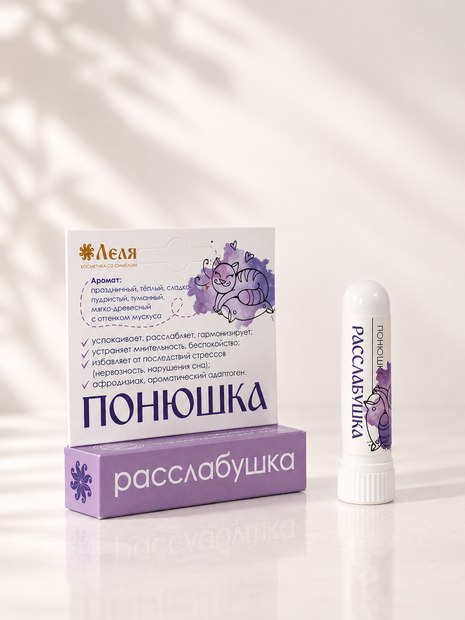 Леля
КОСМЕТИКА СО СМЫСЛОМ
Аромат:
праздничный, тёплый, сладко
пудристый, туманный,
мягко-древесный
с оттенком мускуса
успокаивает, расслабляет, гармонизирует;
устраняет мнительность, беспокойство;
избавляет от последствий стрессов
(нервозность, нарушения сна);
афродизиак, ароматический адаптоген.
ПОНЮШКА
расслабушка
ПОНЮШКА
РАССЛАБУШКА